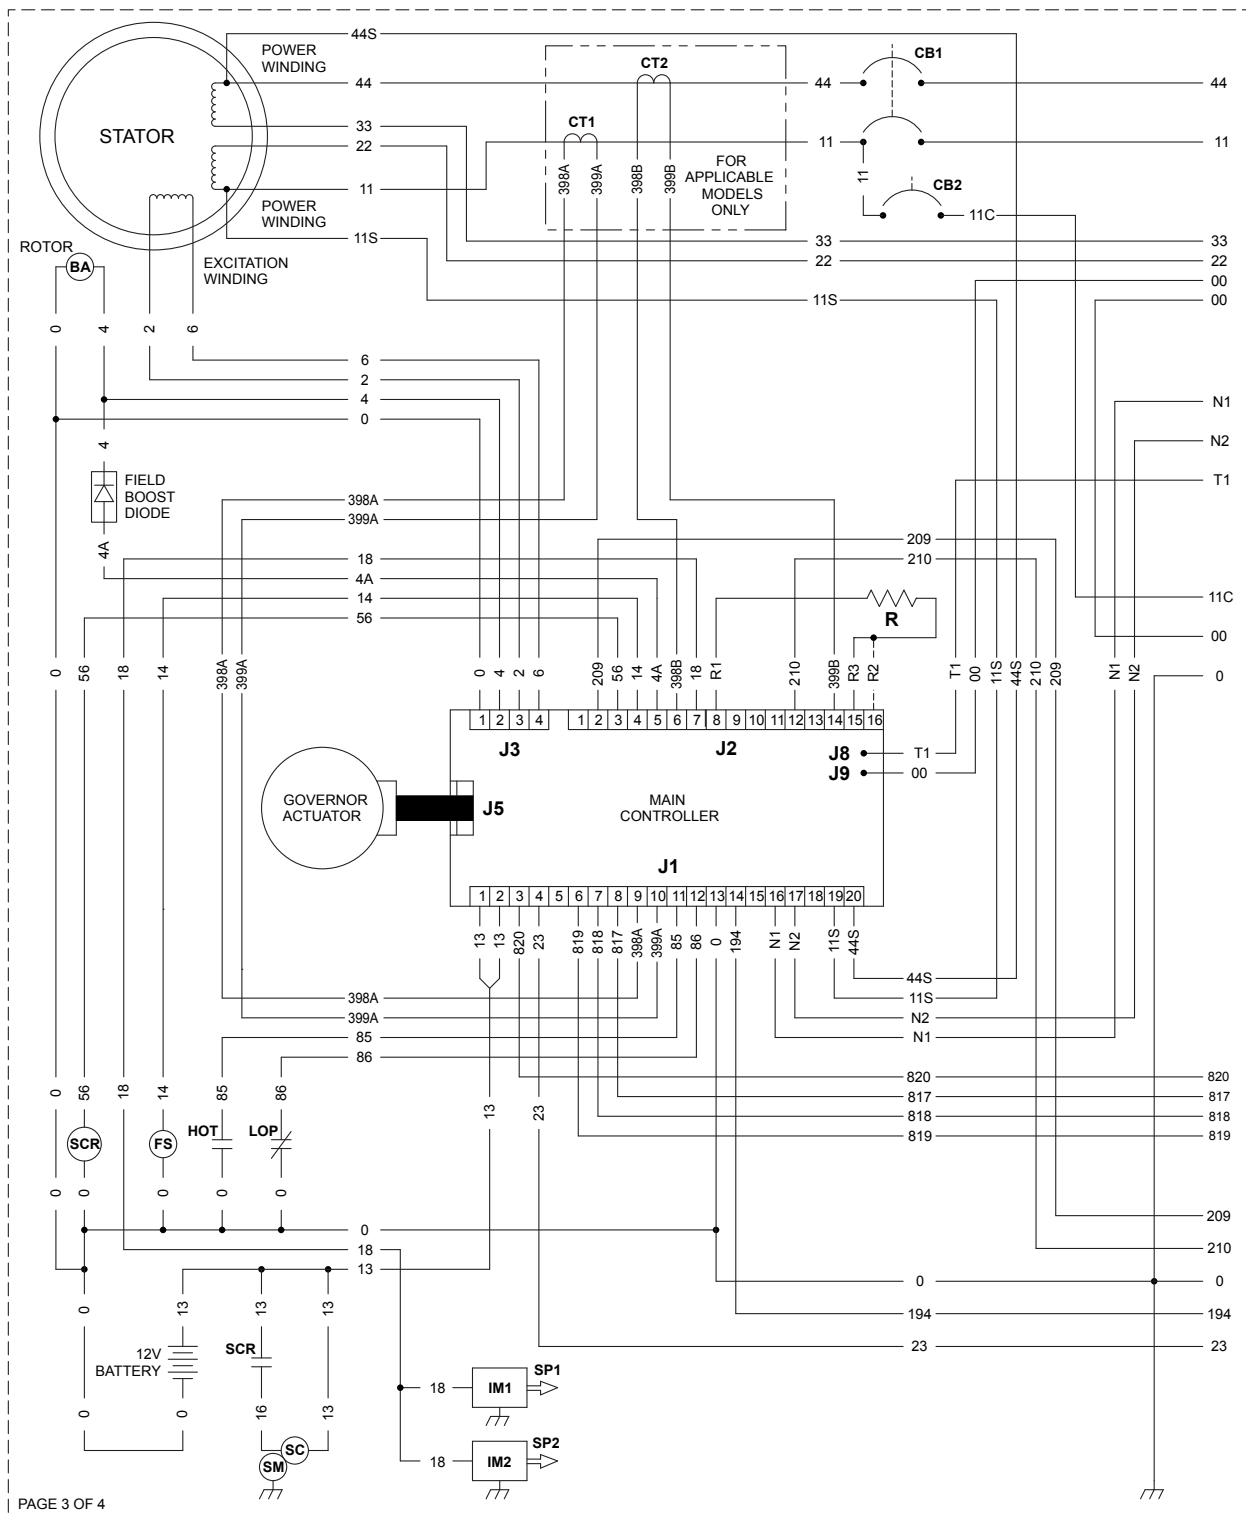 44S
POWER
WINDING
CT2
CB1
44
44
44
CT1
STATOR
33
22
11
11
11
398A
399A
398B
399B
FOR
APPLICABLE
MODELS
ONLY
11
CB2
11C
POWER
WINDING
11S
33
33
22
22
ROTOR
BA
EXCITATION
WINDING
00
11S
00
0
4
2
6
6
2
4
0
N1
N2
4
FIELD
BOOST
DIODE
T1
398A
399A
209
4A
18
210
4A
14
11C
R
56
00
0
56
18
14
398A
399A
0
4
2
6
209
56
14
4A
398B
18
R1
210
399B
R3
R2
T1
00
11S
44S
210
209
N1
N2
0
1 2 3 4
1 2 3 4 5 6 7 8 9 10 11 12 13 14 15 16
J3
J2
J8
T1
J9
00
GOVERNOR
ACTUATOR
J5
MAIN
CONTROLLER
J1
1 2 3 4 5 6 7 8 9 10 11 12 13 14 15 16 17 18 19 20
13
13
820
23
819
818
817
398A
399A
85
86
0
194
N1
N2
11S
44S
44S
398A
11S
399A
N2
85
N1
86
820
820
0
56
18
14
85
86
817
817
13
23
818
818
HOT
LOP
819
819
SCR
FS
0
0
0
0
0
0
209
18
210
13
0
0
0
13
13
13
194
194
12V
BATTERY
SCR
23
23
SP1
18
IM1
0
0
16
13
SP2
SC
SM
18
IM2
PAGE 3 OF 4